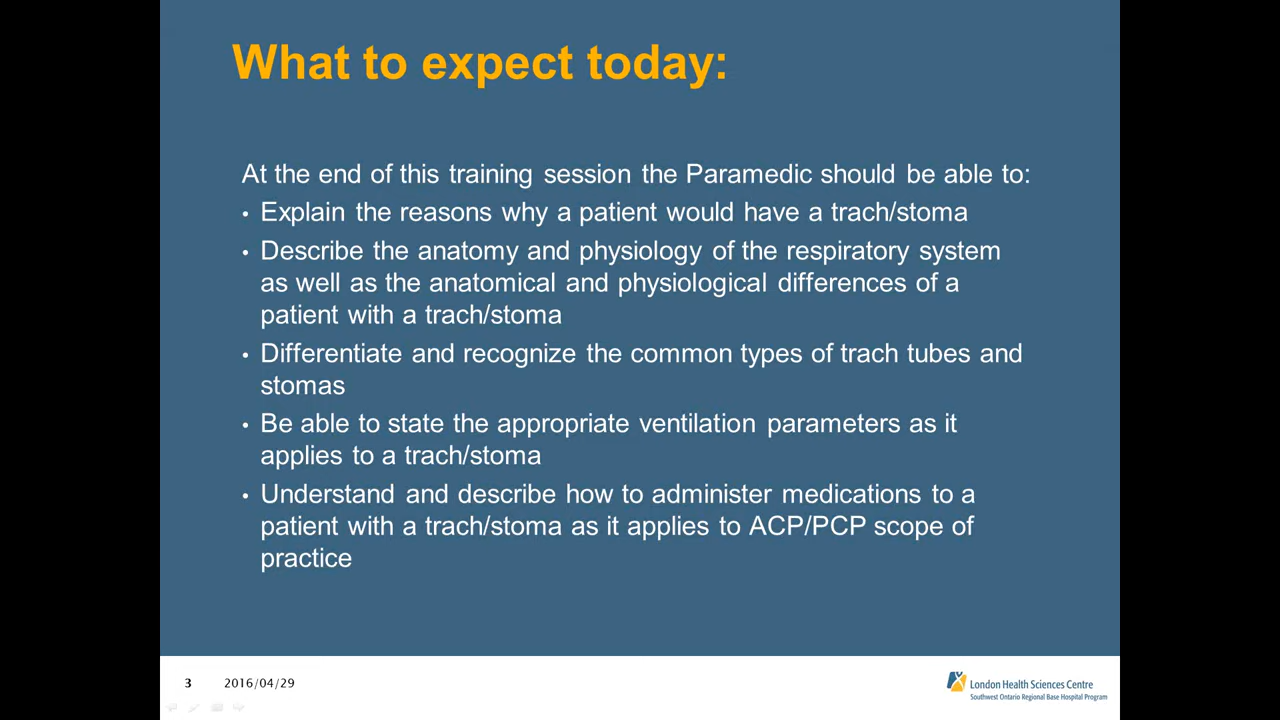 What to expect today:
At the end of this training session the Paramedic should be able to:
• Explain the reasons why a patient would have a trach/stoma
• Describe the anatomy and physiology of the respiratory system
as well as the anatomical and physiological differences of a
patient with a trach/stoma
• Differentiate and recognize the common types of trach tubes and
stomas
• Be able to state the appropriate ventilation parameters as it
applies to a trach/stoma
• Understand and describe how to administer medications to a
patient with a trach/stoma as it applies to ACP/PCP scope of
practice
3 2016/04/29
London Health Sciences Centre
Southwest Ontario Regional Base Hospital Program